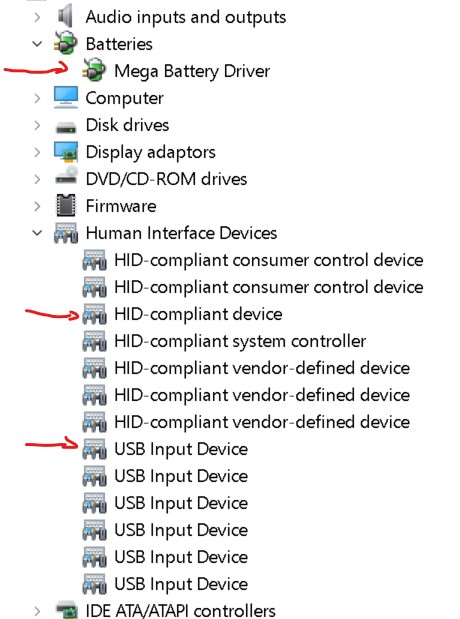 Audio inputs and outputs
Batteries
Mega Battery Driver
Computer
Disk drives
Display adaptors
DVD/CD-ROM drives
Firmware
Human Interface Devices
HID-compliant consumer control device
HID-compliant consumer control device
HID-compliant device
HID-compliant system controller
HID-compliant vendor-defined device
HID-compliant vendor-defined device
HID-compliant vendor-defined device
USB Input Device
USB Input Device
USB Input Device
USB Input Device
USB Input Device
USB Input Device
IDE ATA/ATAPI controllers